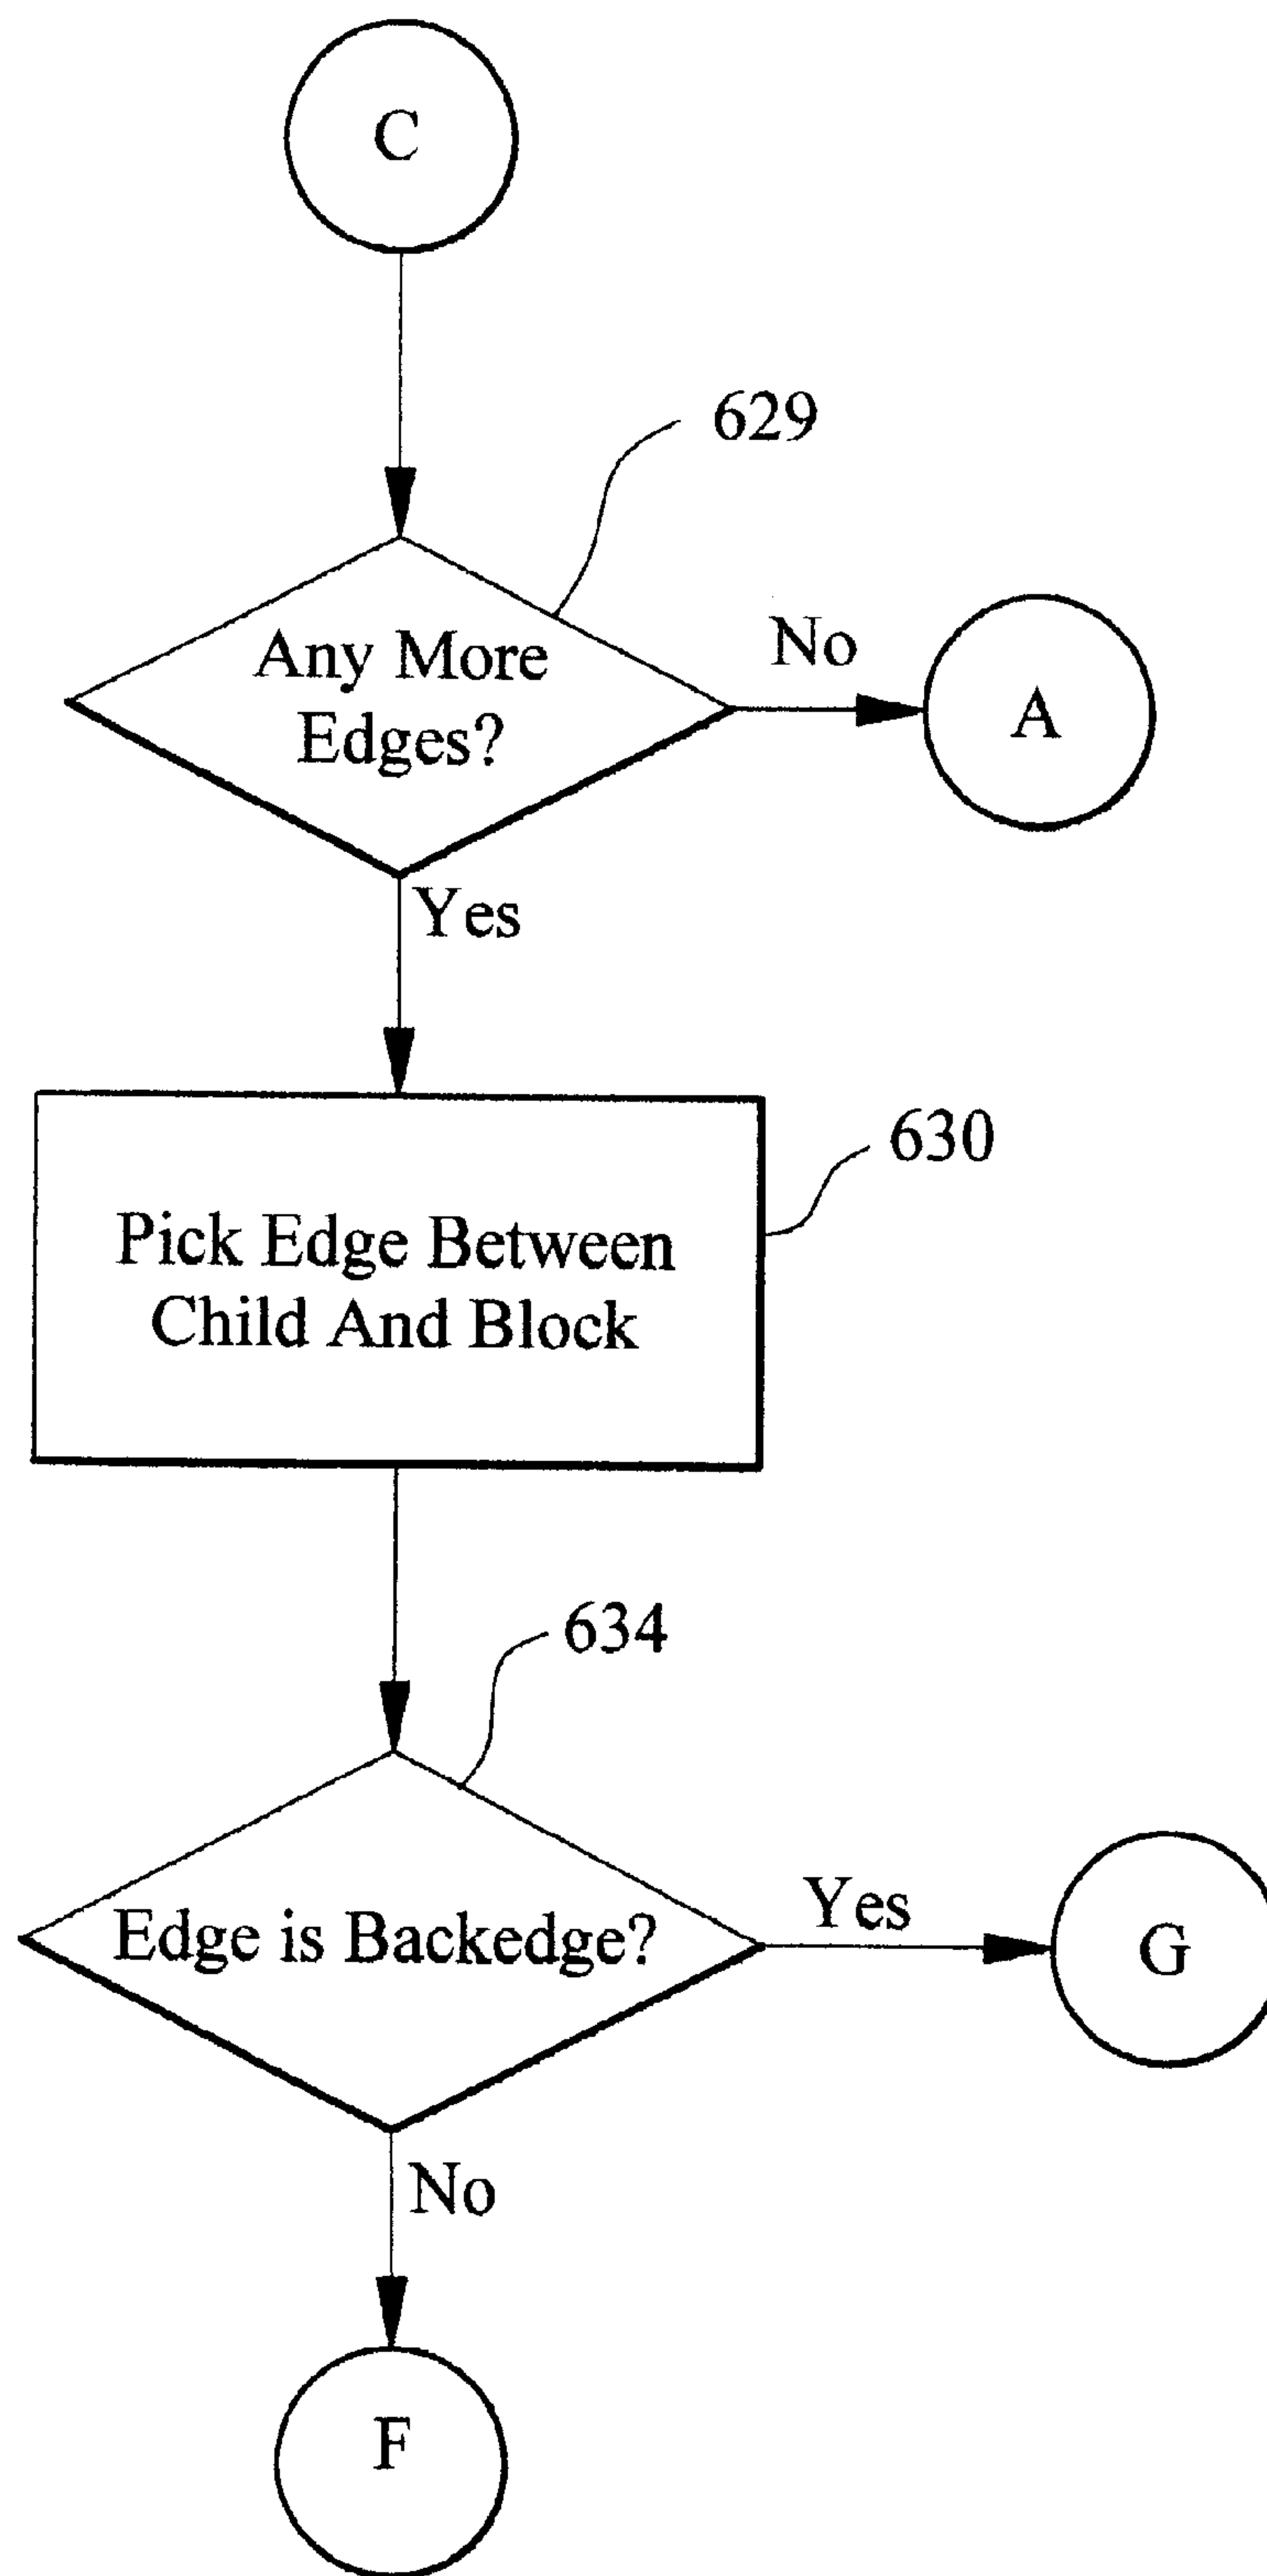 C
629
Any More
Edges?
No
A
Yes
630
Pick Edge Between
Child And Block
634
Edge is Backedge?
Yes
G
No
F